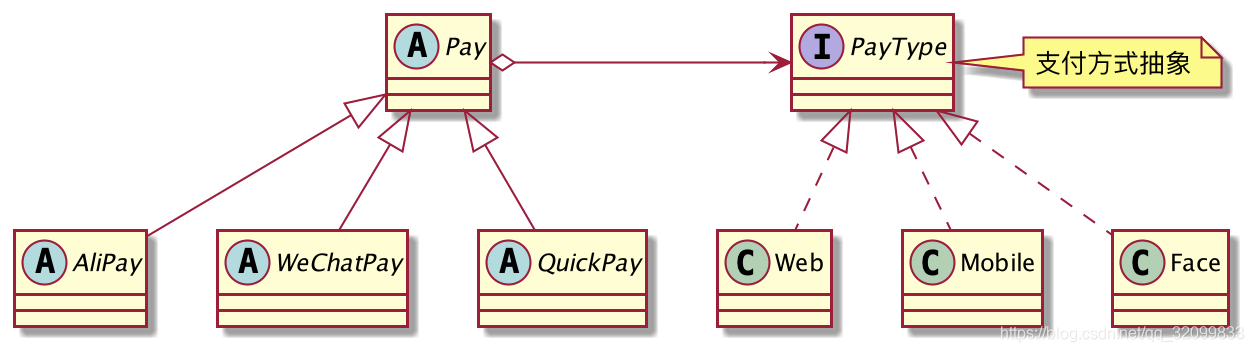 A Pay
I PayType
支付方式抽象
A AliPay
A WeChatPay
A QuickPay
C Web
C Mobile
C Face
https://blog.csdn.net/qq_32099833